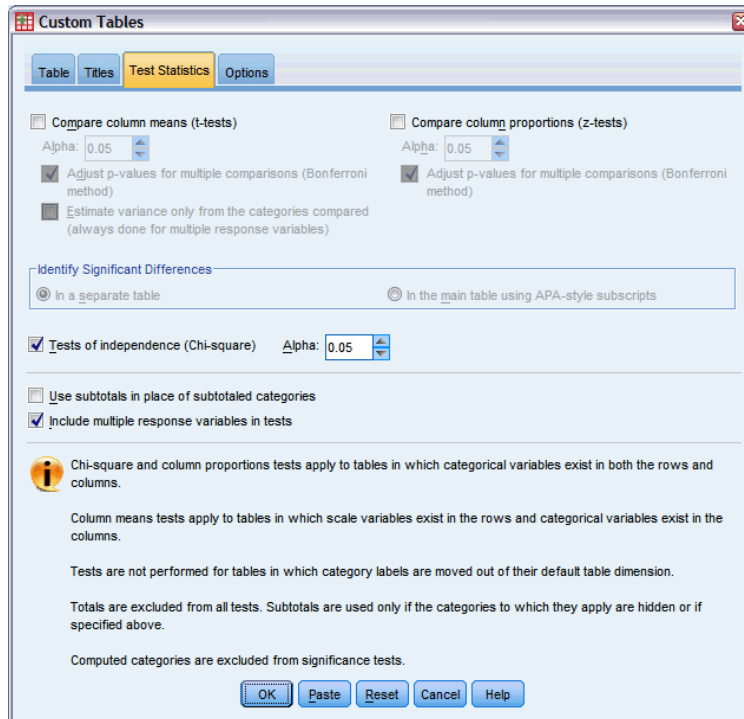 Custom Tables
Table Titles Test Statistics Options
Compare column means (t-tests)
Alpha: 0.05
Adjust p-values for multiple comparisons (Bonferroni
method)
Estimate variance only from the categories compared
(always done for multiple response variables)
Compare column proportions (z-tests)
Alpha: 0.05
Adjust p-values for multiple comparisons (Bonferroni
method)
Identify Significant Differences
In a separate table
In the main table using APA-style subscripts
Tests of independence (Chi-square) Alpha: 0.05
Use subtotals in place of subtotaled categories
Include multiple response variables in tests
Chi-square and column proportions tests apply to tables in which categorical variables exist in both the rows and
columns.
Column means tests apply to tables in which scale variables exist in the rows and categorical variables exist in the
columns.
Tests are not performed for tables in which category labels are moved out of their default table dimension.
Totals are excluded from all tests. Subtotals are used only if the categories to which they apply are hidden or if
specified above.
Computed categories are excluded from significance tests.
OK Paste Reset Cancel Help